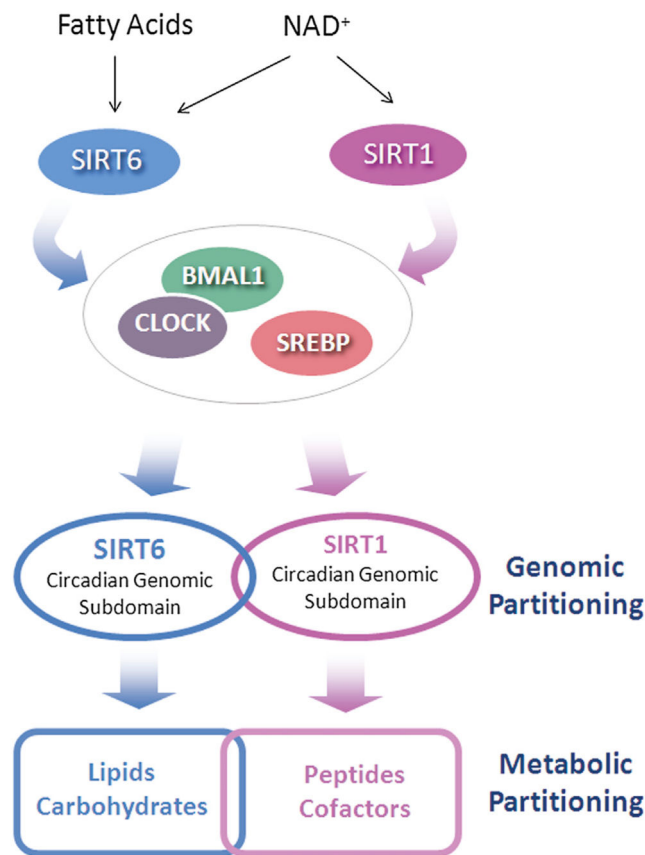 Fatty Acids
NAD⁺
SIRT6
SIRT1
BMAL1
CLOCK
SREBP
SIRT6
Circadian Genomic
Subdomain
SIRT1
Circadian Genomic
Subdomain
Genomic
Partitioning
Lipids
Carbohydrates
Peptides
Cofactors
Metabolic
Partitioning